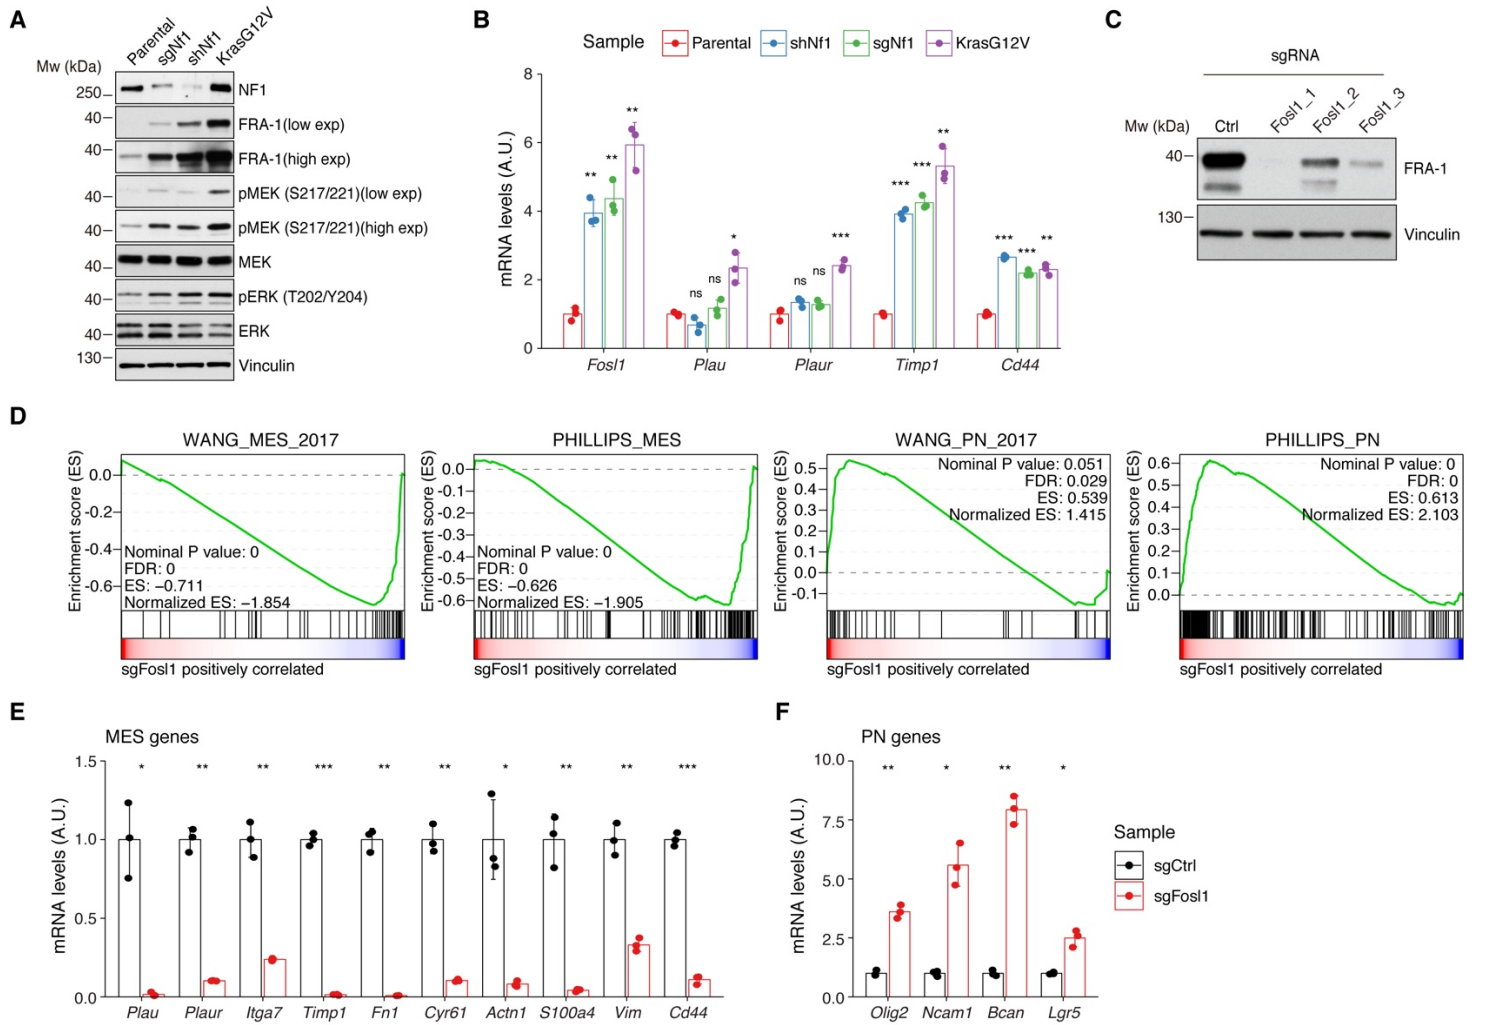 A
Parental
sgNf1
shNf1
KrasG12V
Mw (kDa)
250
NF1
40
FRA-1(low exp)
40
FRA-1(high exp)
40
pMEK (S217/221)(low exp)
40
pMEK (S217/221)(high exp)
40
MEK
40
pERK (T202/Y204)
40
ERK
130
Vinculin
B
Sample
Parental
shNf1
sgNf1
KrasG12V
mRNA levels (A.U.)
8
6
4
2
0
**
**
**
ns
ns
*
ns
ns
***
***
***
**
***
***
**
Fosl1
Plau
Plaur
Timp1
Cd44
C
sgRNA
Mw (kDa)
Ctrl
Fosl1_1
Fosl1_2
Fosl1_3
40
FRA-1
130
Vinculin
D
WANG_MES_2017
Enrichment score (ES)
0.0
-0.2
-0.4
-0.6
Nominal P value: 0
FDR: 0
ES: −0.711
Normalized ES: −1.854
sgFosl1 positively correlated
PHILLIPS_MES
Enrichment score (ES)
0.0
-0.1
-0.2
-0.3
-0.4
-0.5
-0.6
Nominal P value: 0
FDR: 0
ES: −0.626
Normalized ES: −1.905
sgFosl1 positively correlated
WANG_PN_2017
Enrichment score (ES)
0.5
0.4
0.3
0.2
0.1
0.0
-0.1
Nominal P value: 0.051
FDR: 0.029
ES: 0.539
Normalized ES: 1.415
sgFosl1 positively correlated
PHILLIPS_PN
Enrichment score (ES)
0.6
0.5
0.4
0.3
0.2
0.1
0.0
Nominal P value: 0
FDR: 0
ES: 0.613
Normalized ES: 2.103
sgFosl1 positively correlated
E
MES genes
mRNA levels (A.U.)
1.5
1.0
0.5
0.0
*
**
**
***
**
**
*
**
**
***
Plau
Plaur
Itga7
Timp1
Fn1
Cyr61
Actn1
S100a4
Vim
Cd44
F
PN genes
mRNA levels (A.U.)
10.0
7.5
5.0
2.5
0.0
**
*
**
*
Olig2
Ncam1
Bcan
Lgr5
Sample
sgCtrl
sgFosl1